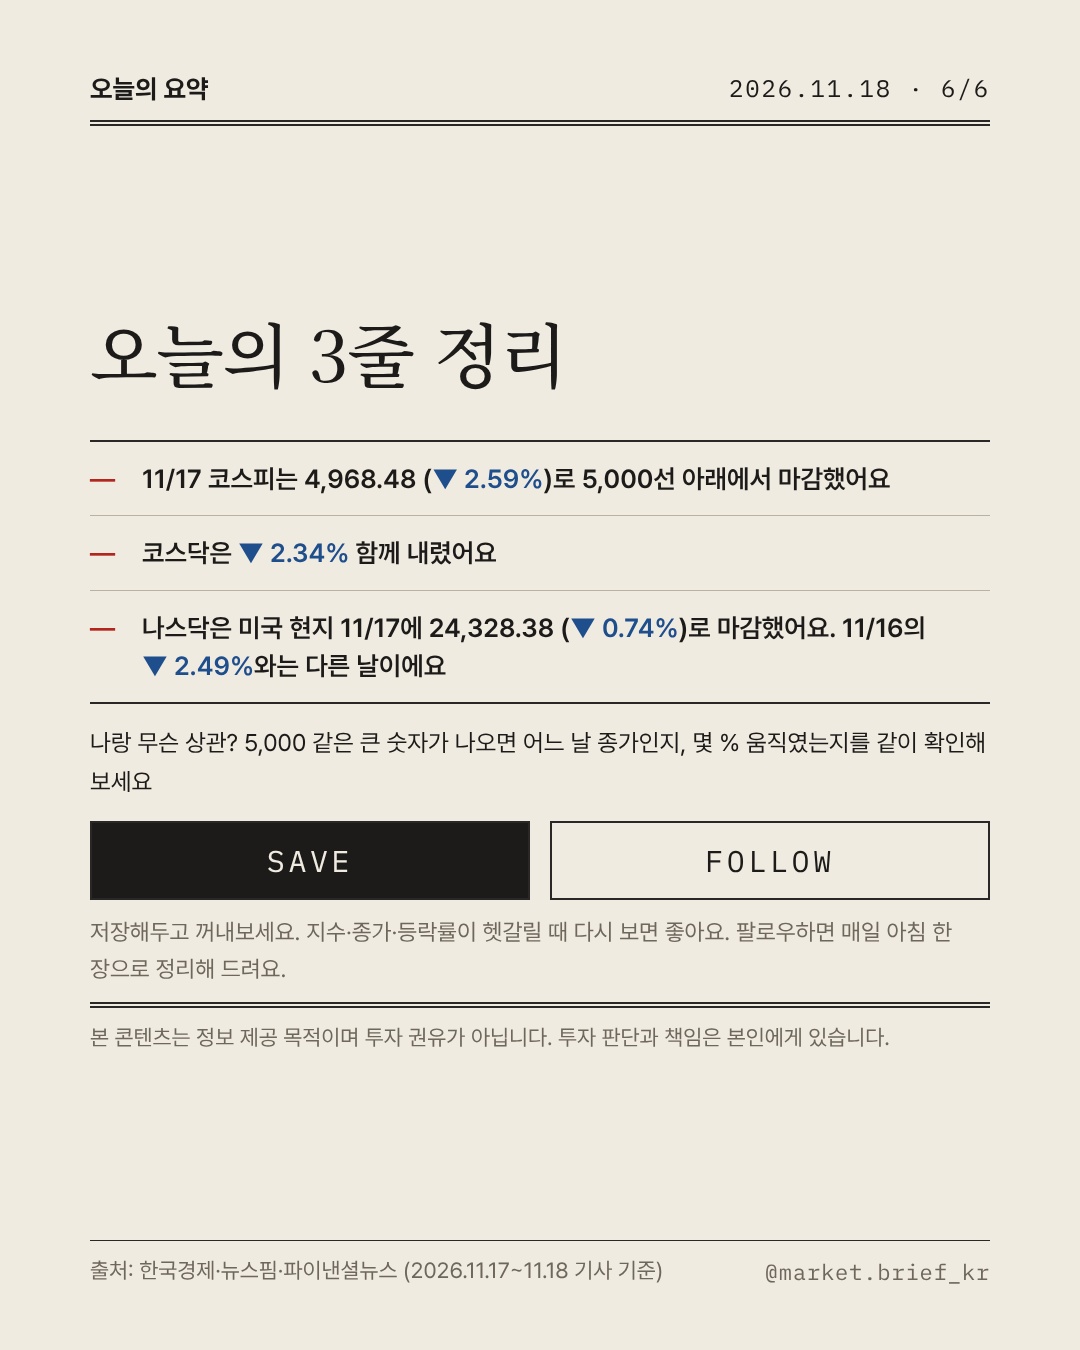 오늘의 요약
2026.11.18 · 6/6
오늘의 3줄 정리
— 11/17 코스피는 4,968.48 (▼ 2.59%)로 5,000선 아래에서 마감했어요
— 코스닥은 ▼ 2.34% 함께 내렸어요
— 나스닥은 미국 현지 11/17에 24,328.38 (▼ 0.74%)로 마감했어요. 11/16의
▼ 2.49%와는 다른 날이에요
나랑 무슨 상관? 5,000 같은 큰 숫자가 나오면 어느 날 종가인지, 몇 % 움직였는지를 같이 확인해
보세요
SAVE
FOLLOW
저장해두고 꺼내보세요. 지수·종가·등락률이 헷갈릴 때 다시 보면 좋아요. 팔로우하면 매일 아침 한
장으로 정리해 드려요.
본 콘텐츠는 정보 제공 목적이며 투자 권유가 아닙니다. 투자 판단과 책임은 본인에게 있습니다.
출처: 한국경제·뉴스핌·파이낸셜뉴스 (2026.11.17~11.18 기사 기준)
@market.brief_kr